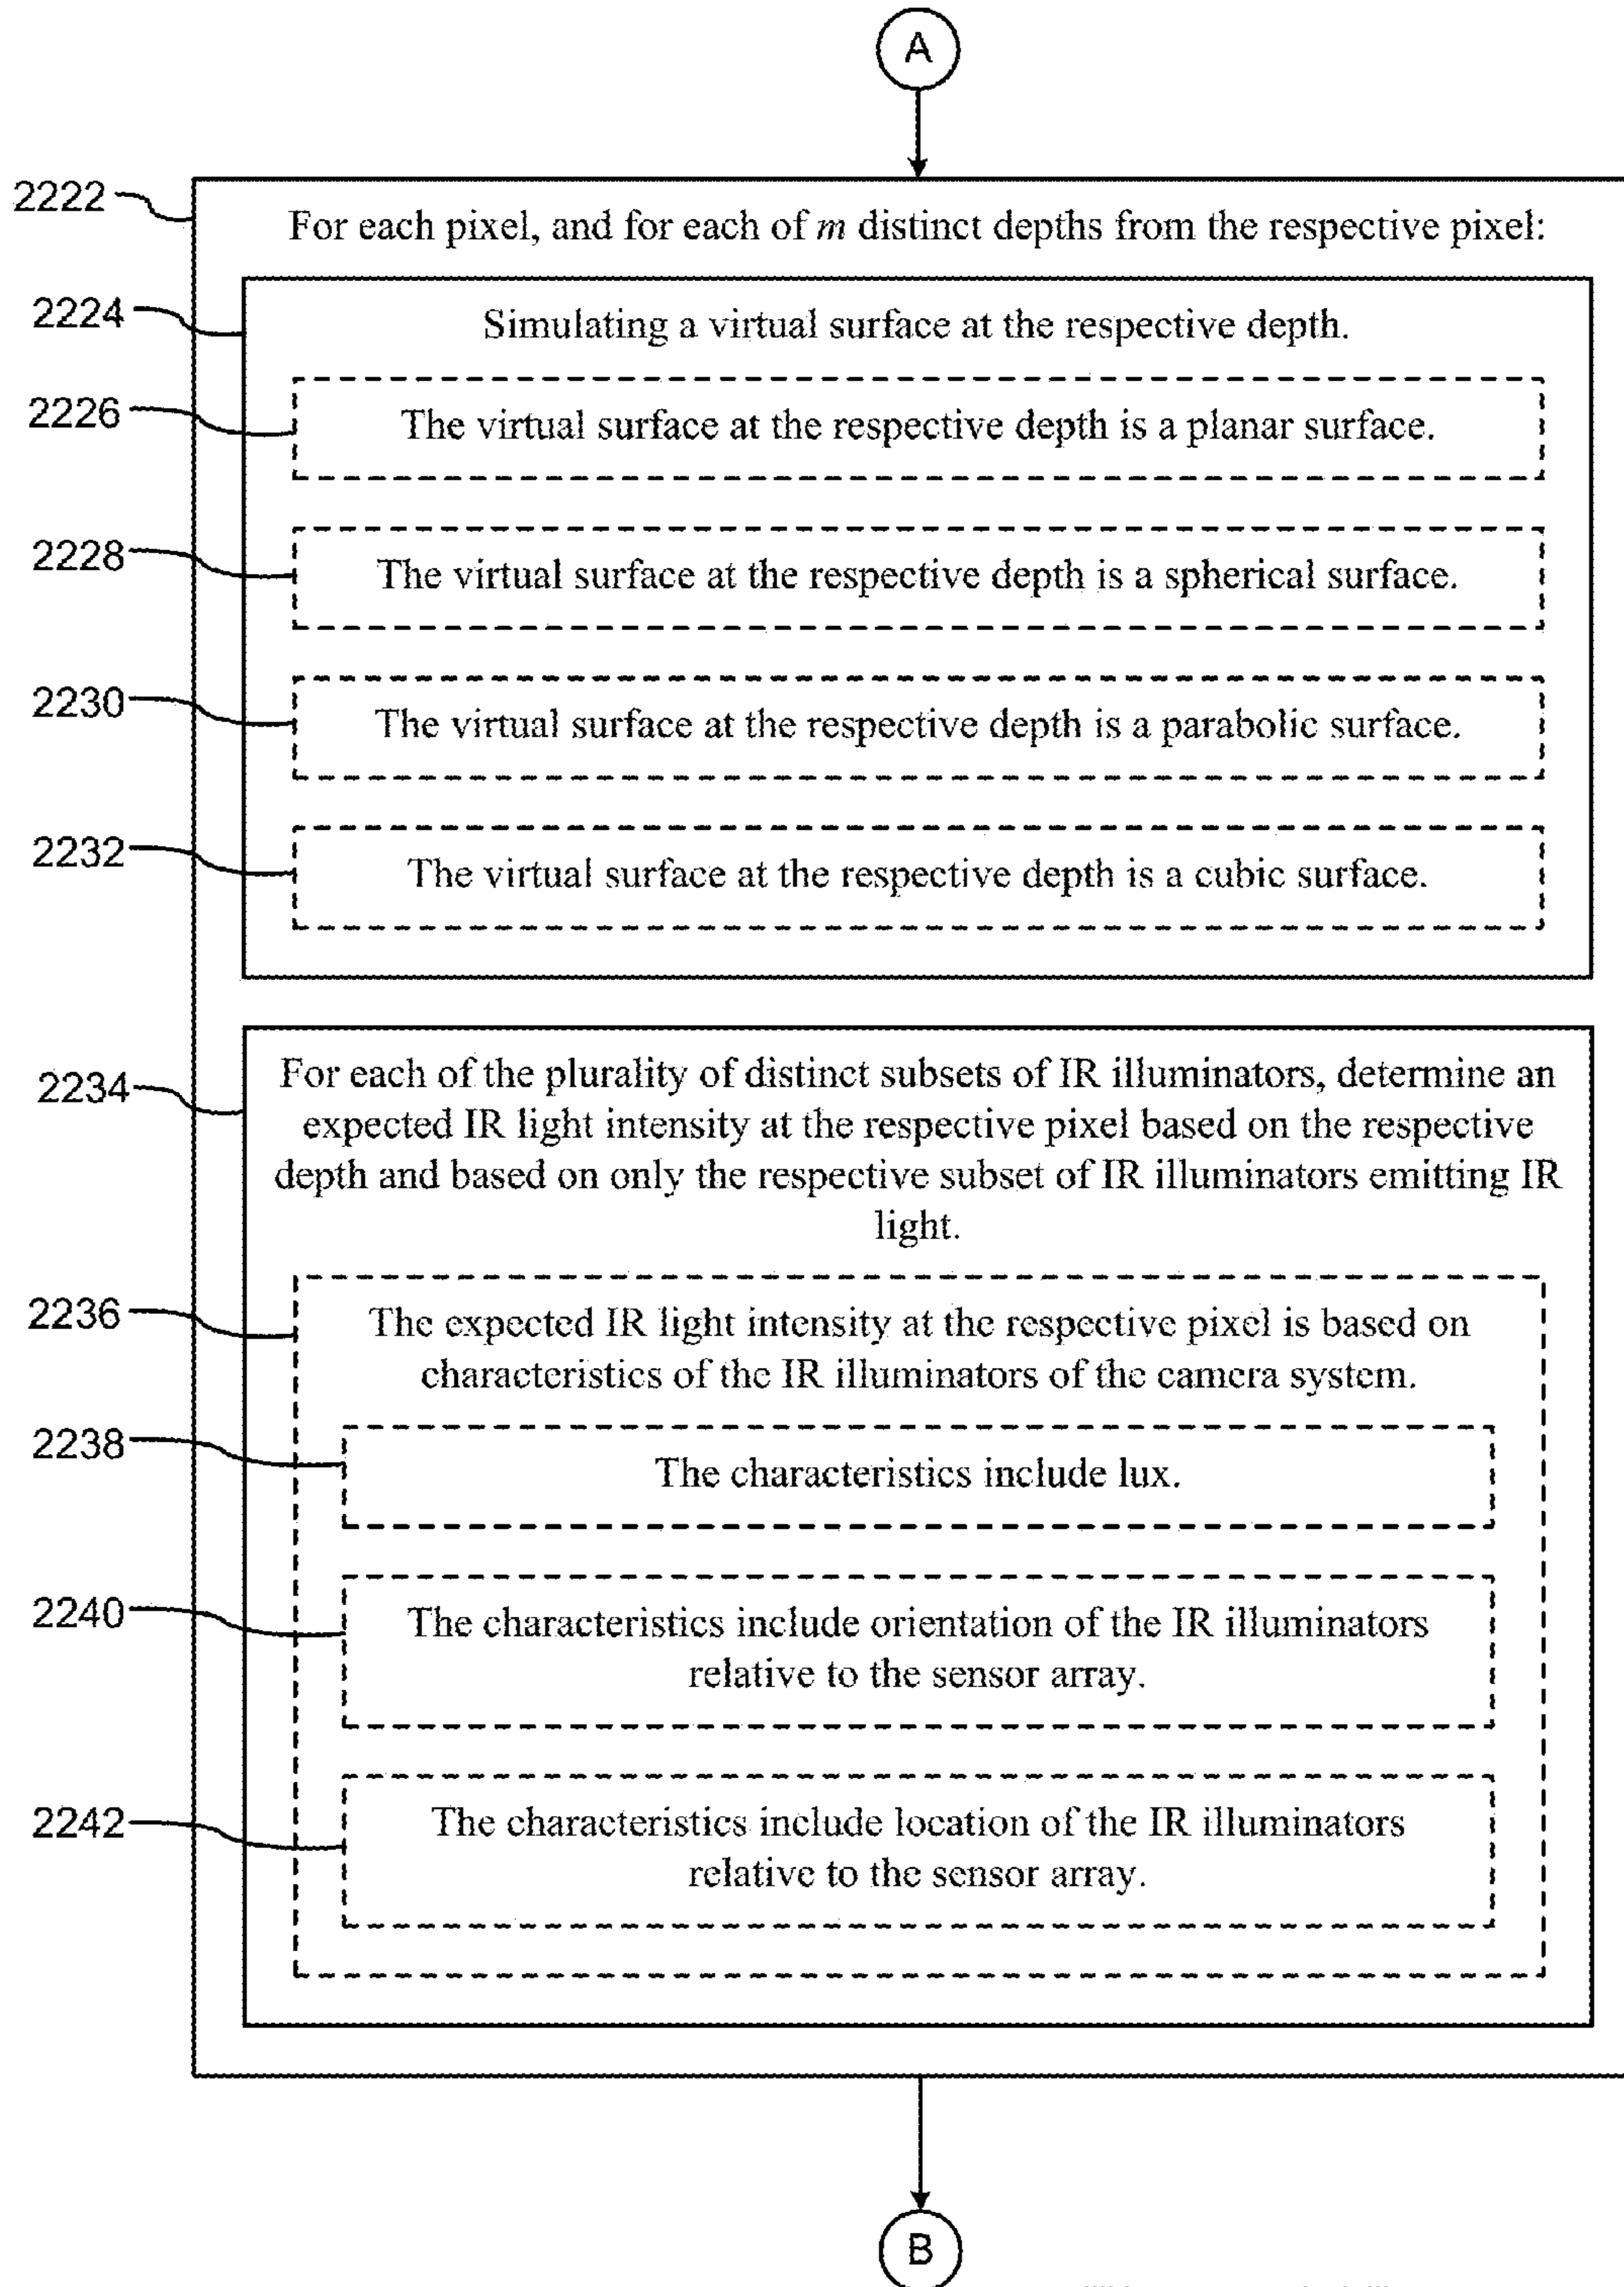 A
2222
For each pixel, and for each of m distinct depths from the respective pixel:
2224
Simulating a virtual surface at the respective depth.
2226
The virtual surface at the respective depth is a planar surface.
2228
The virtual surface at the respective depth is a spherical surface.
2230
The virtual surface at the respective depth is a parabolic surface.
2232
The virtual surface at the respective depth is a cubic surface.
2234
For each of the plurality of distinct subsets of IR illuminators, determine an
expected IR light intensity at the respective pixel based on the respective
depth and based on only the respective subset of IR illuminators emitting IR
light.
2236
The expected IR light intensity at the respective pixel is based on
characteristics of the IR illuminators of the camera system.
2238
The characteristics include lux.
2240
The characteristics include orientation of the IR illuminators
relative to the sensor array.
2242
The characteristics include location of the IR illuminators
relative to the sensor array.
B